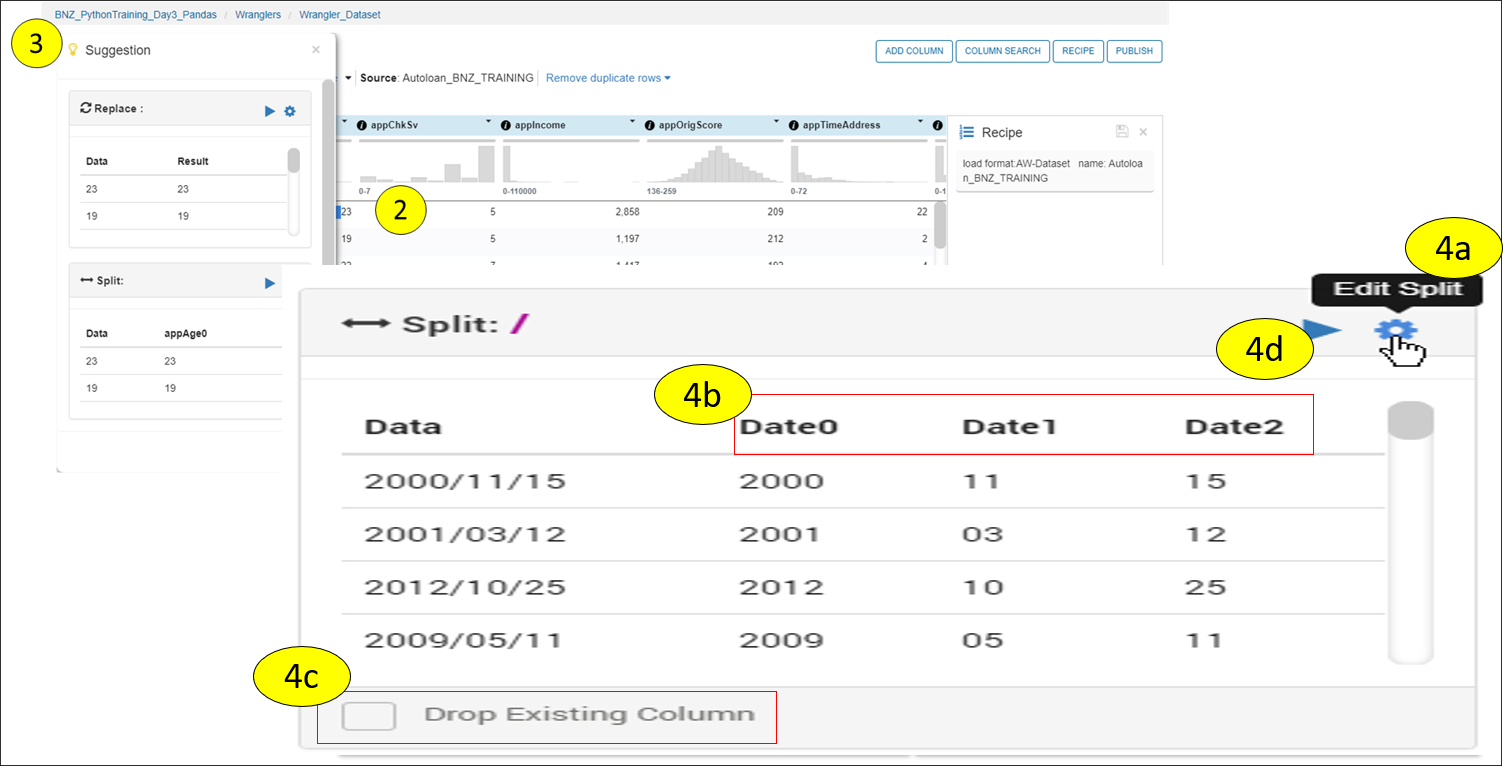 BNZ_PythonTraining_Day3_Pandas / Wranglers / Wrangler_Dataset
3
Suggestion ×
ADD COLUMN COLUMN SEARCH RECIPE PUBLISH
Source: Autoloan_BNZ_TRAINING Remove duplicate rows
Replace :
Data Result
23 23
19 19
Split:
Data appAge0
23 23
19 19
appChkSv appIncome appOrigScore appTimeAddress
0-7 0-110000 136-259 0-72 0-1
2
23 5 2,858 209 22
19 5 1,197 212 2
Recipe ×
load format:AW-Dataset name: Autoloa
n_BNZ_TRAINING
4a
Edit Split
Split: /
4d
4b
Data Date0 Date1 Date2
2000/11/15 2000 11 15
2001/03/12 2001 03 12
2012/10/25 2012 10 25
2009/05/11 2009 05 11
4c
Drop Existing Column